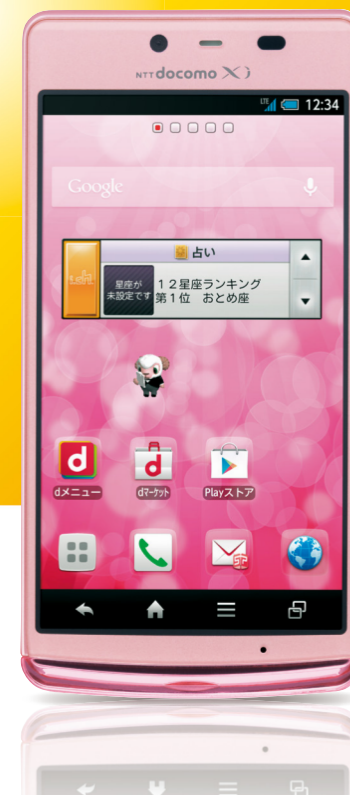 NTT docomo Xi
LTE 12:34
Google
占い
星座が
未設定です
12星座ランキング
第1位 おとめ座
dメニュー
dマーケット
Playストア